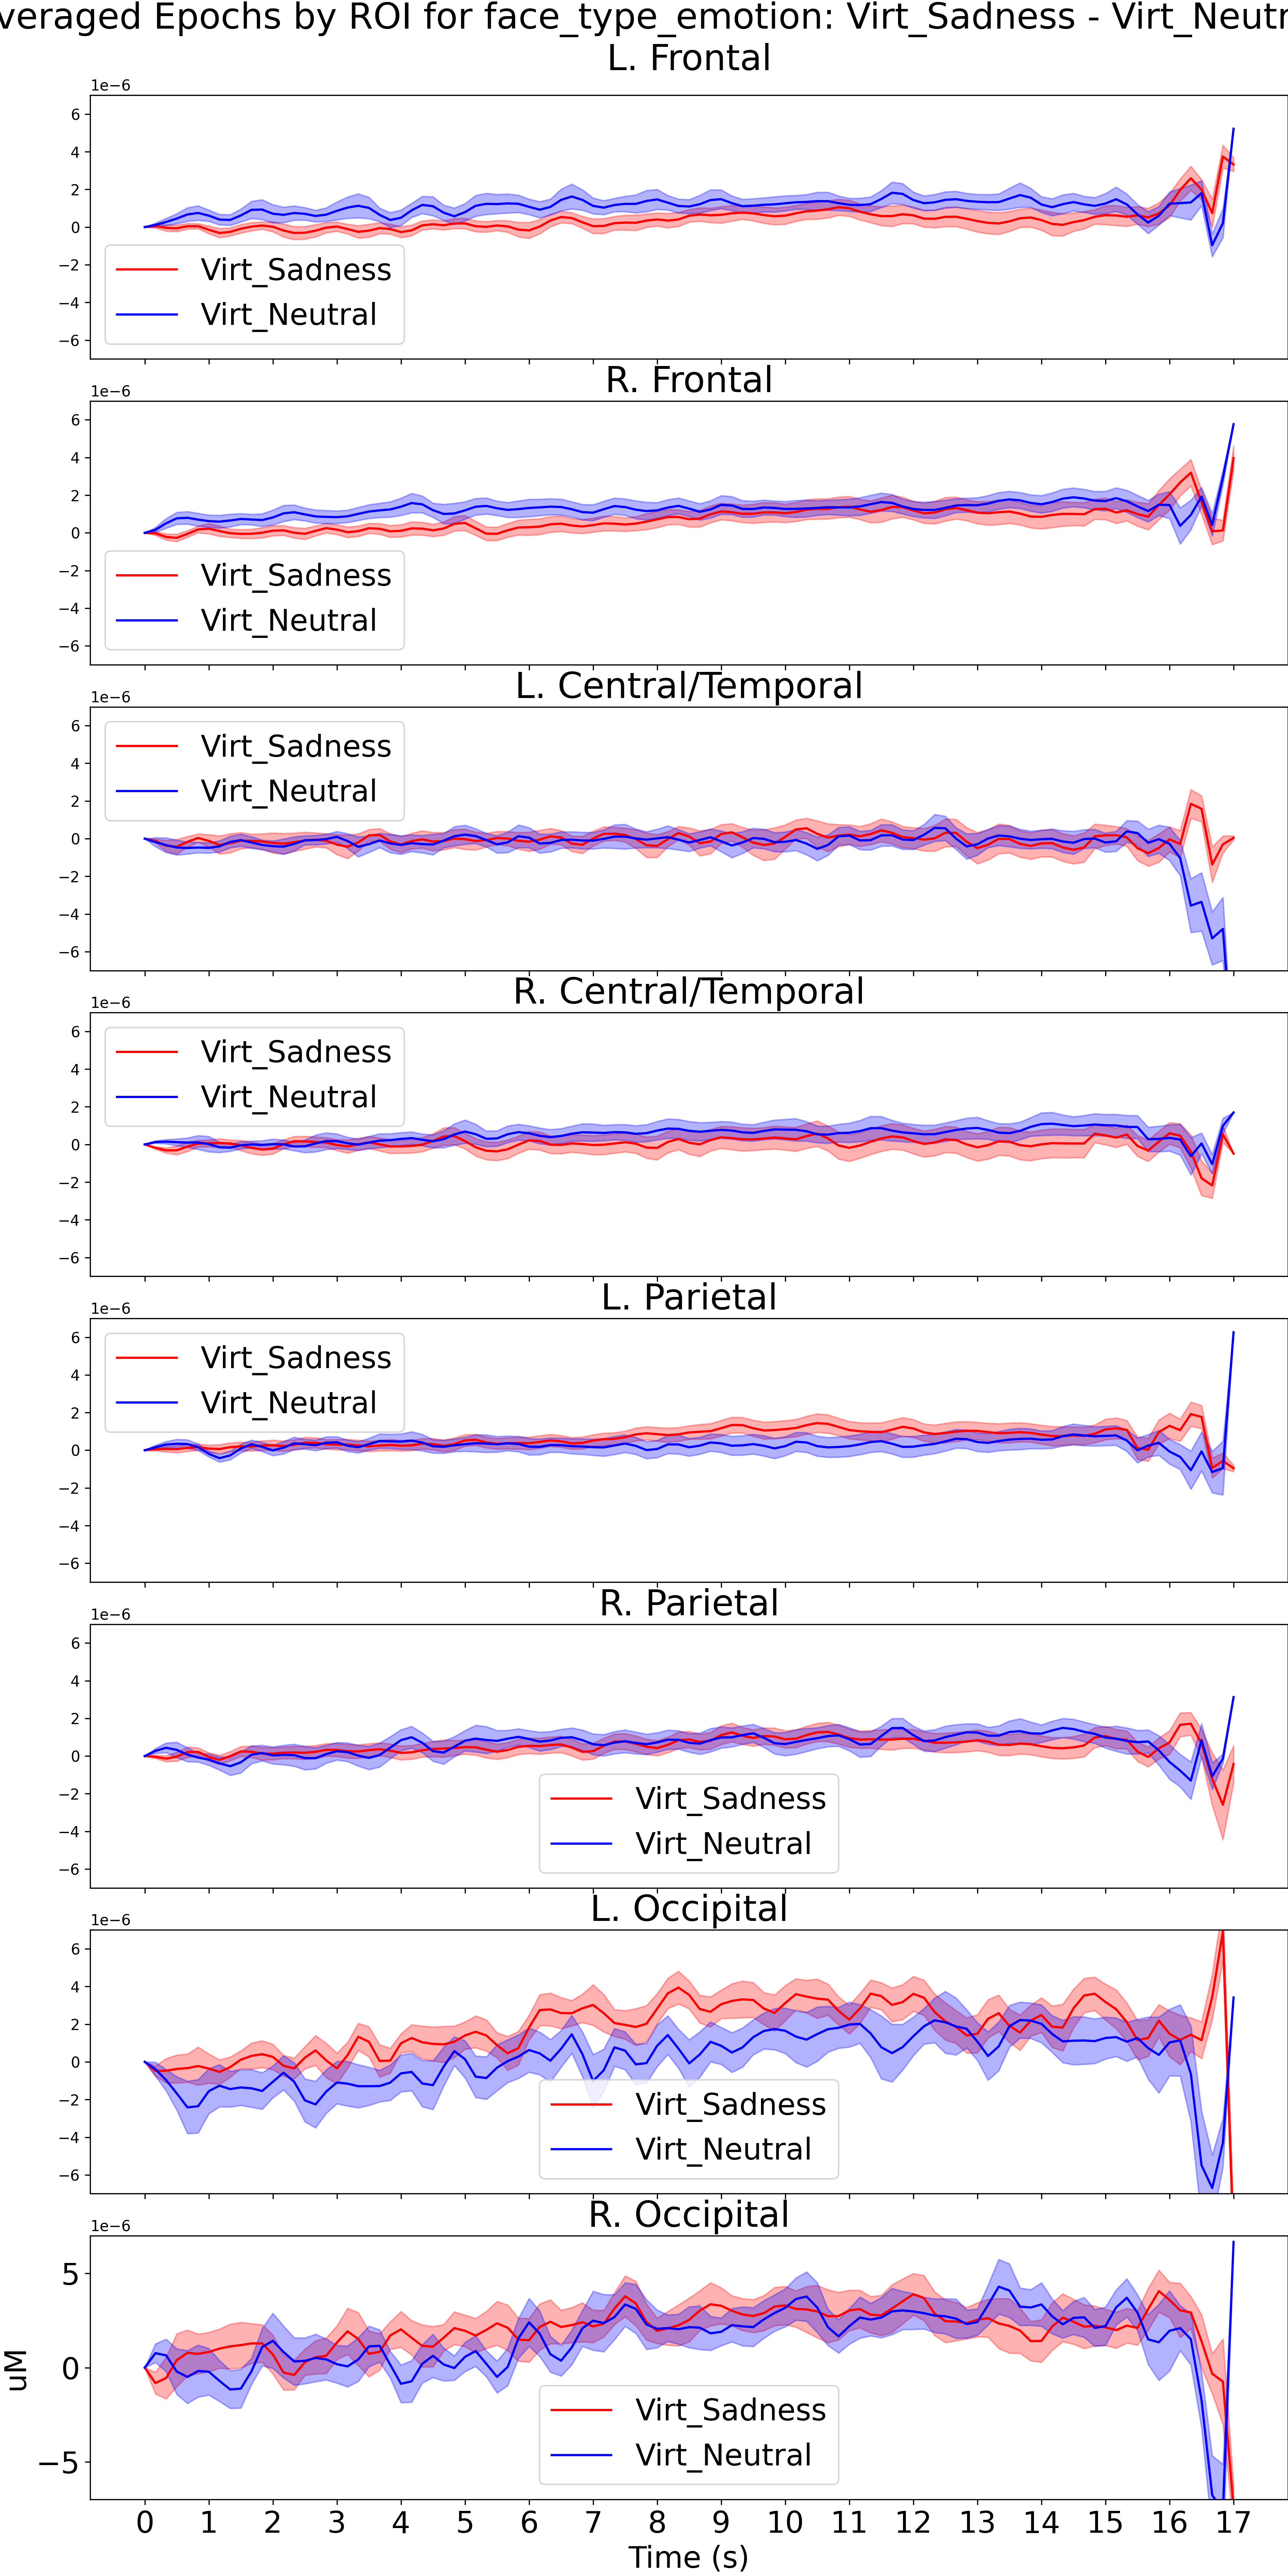 veraged Epochs by ROI for face_type_emotion: Virt_Sadness - Virt_Neutr
L. Frontal
1e−6
6
4
2
0
−2
−4
−6
Virt_Sadness
Virt_Neutral
R. Frontal
1e−6
6
4
2
0
−2
−4
−6
Virt_Sadness
Virt_Neutral
L. Central/Temporal
1e−6
6
4
2
0
−2
−4
−6
Virt_Sadness
Virt_Neutral
R. Central/Temporal
1e−6
6
4
2
0
−2
−4
−6
Virt_Sadness
Virt_Neutral
L. Parietal
1e−6
6
4
2
0
−2
−4
−6
Virt_Sadness
Virt_Neutral
R. Parietal
1e−6
6
4
2
0
−2
−4
−6
Virt_Sadness
Virt_Neutral
L. Occipital
1e−6
6
4
2
0
−2
−4
−6
Virt_Sadness
Virt_Neutral
R. Occipital
1e−6
5
0
−5
uM
Virt_Sadness
Virt_Neutral
0 1 2 3 4 5 6 7 8 9 10 11 12 13 14 15 16 17
Time (s)